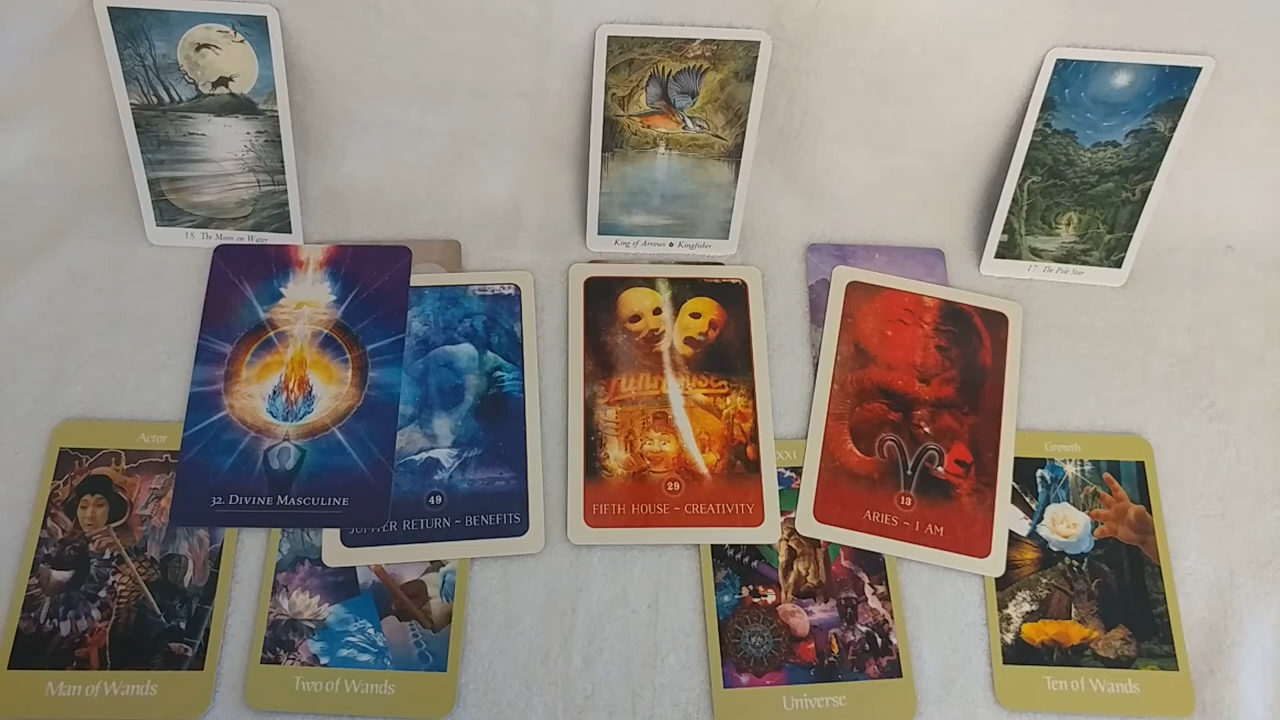 18 The Moon on Water
King of Arrows Kingfisher
17 The Pole Star
32. DIVINE MASCULINE
49
JUPITER RETURN ~ BENEFITS
FUNHOUSE
29
FIFTH HOUSE ~ CREATIVITY
13
ARIES ~ I AM
Actor
Man of Wands
Two of Wands
XXI
Universe
Growth
Ten of Wands